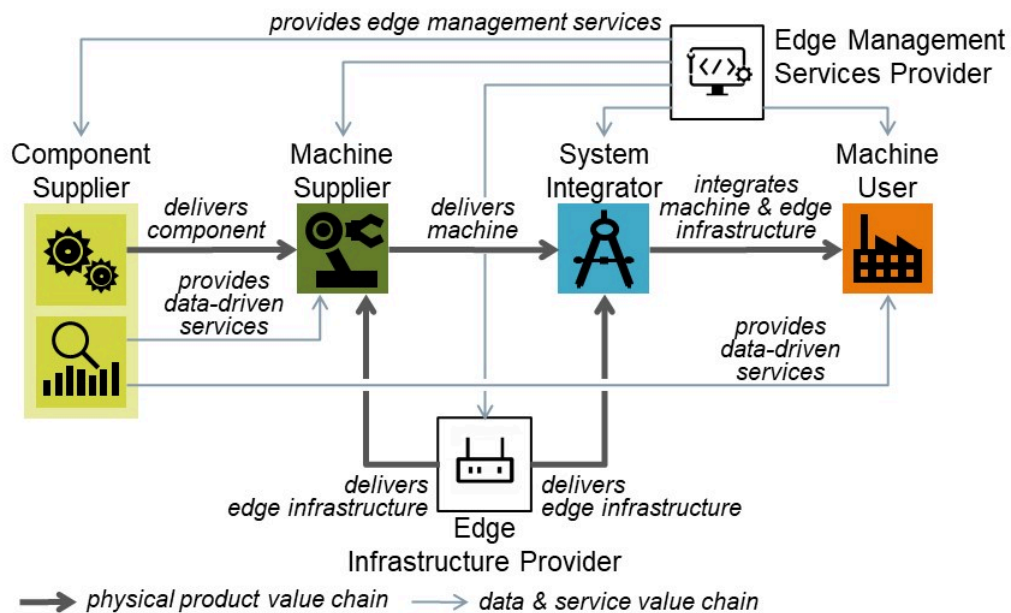 provides edge management services
Edge Management
Services Provider
</>
Component
Supplier
Machine
Supplier
System
Integrator
Machine
User
delivers
component
delivers
machine
integrates
machine & edge
infrastructure
provides
data-driven
services
provides
data-driven
services
delivers
edge infrastructure
delivers
edge infrastructure
Edge
Infrastructure Provider
physical product value chain
data & service value chain